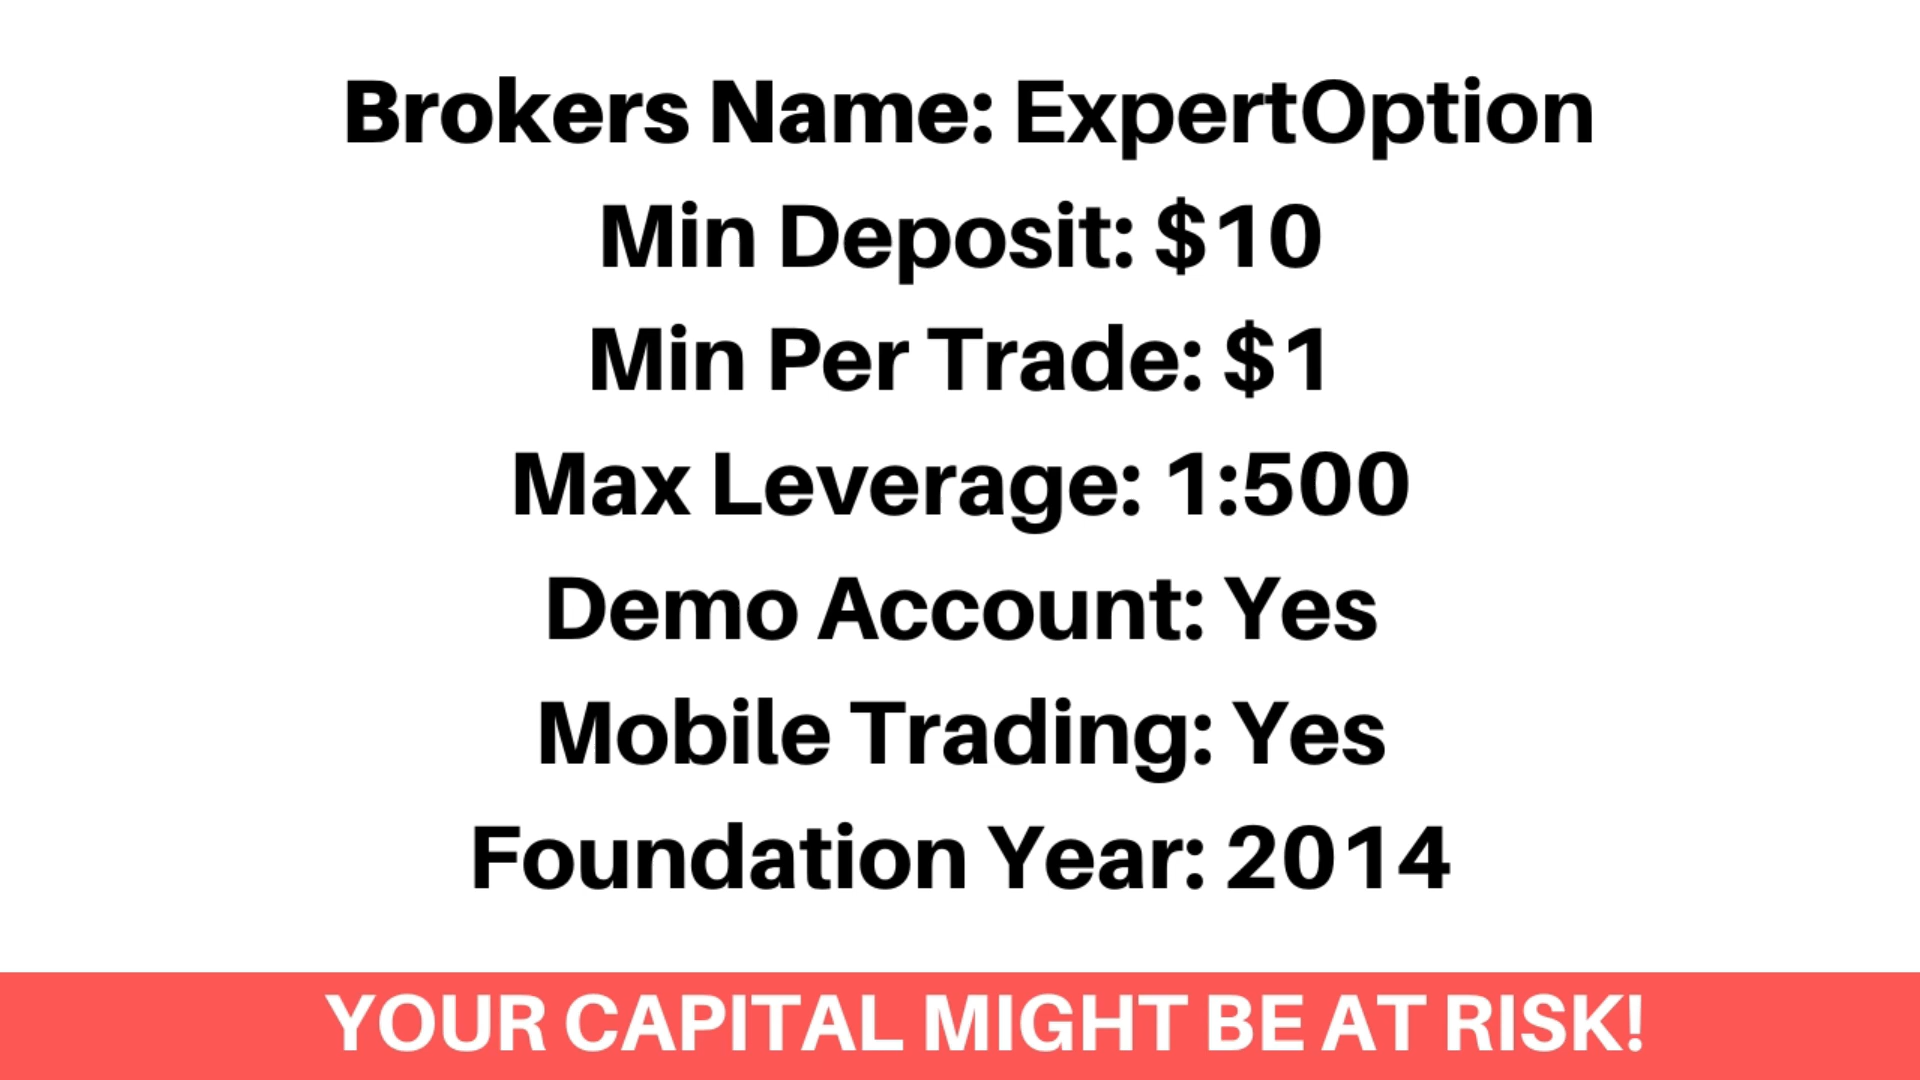 Brokers Name: ExpertOption
Min Deposit: $10
Min Per Trade: $1
Max Leverage: 1:500
Demo Account: Yes
Mobile Trading: Yes
Foundation Year: 2014
YOUR CAPITAL MIGHT BE AT RISK!